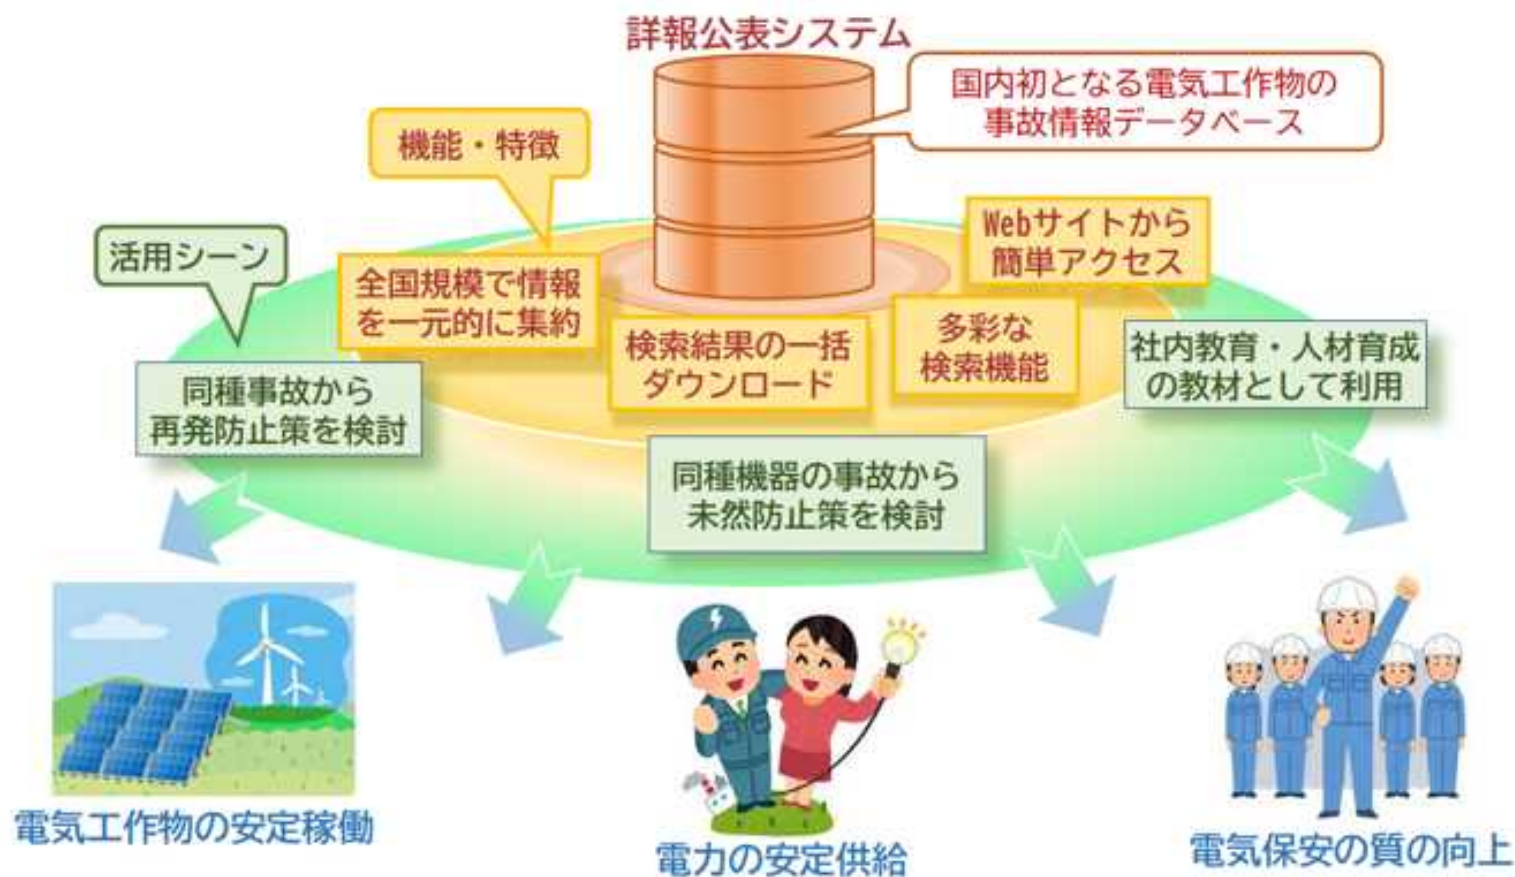 詳報公表システム
国内初となる電気工作物の
事故情報データベース
機能・特徴
活用シーン
全国規模で情報
を一元的に集約
検索結果の一括
ダウンロード
多彩な
検索機能
Webサイトから
簡単アクセス
同種事故から
再発防止策を検討
同種機器の事故から
未然防止策を検討
社内教育・人材育成
の教材として利用
電気工作物の安定稼働
電力の安定供給
電気保安の質の向上